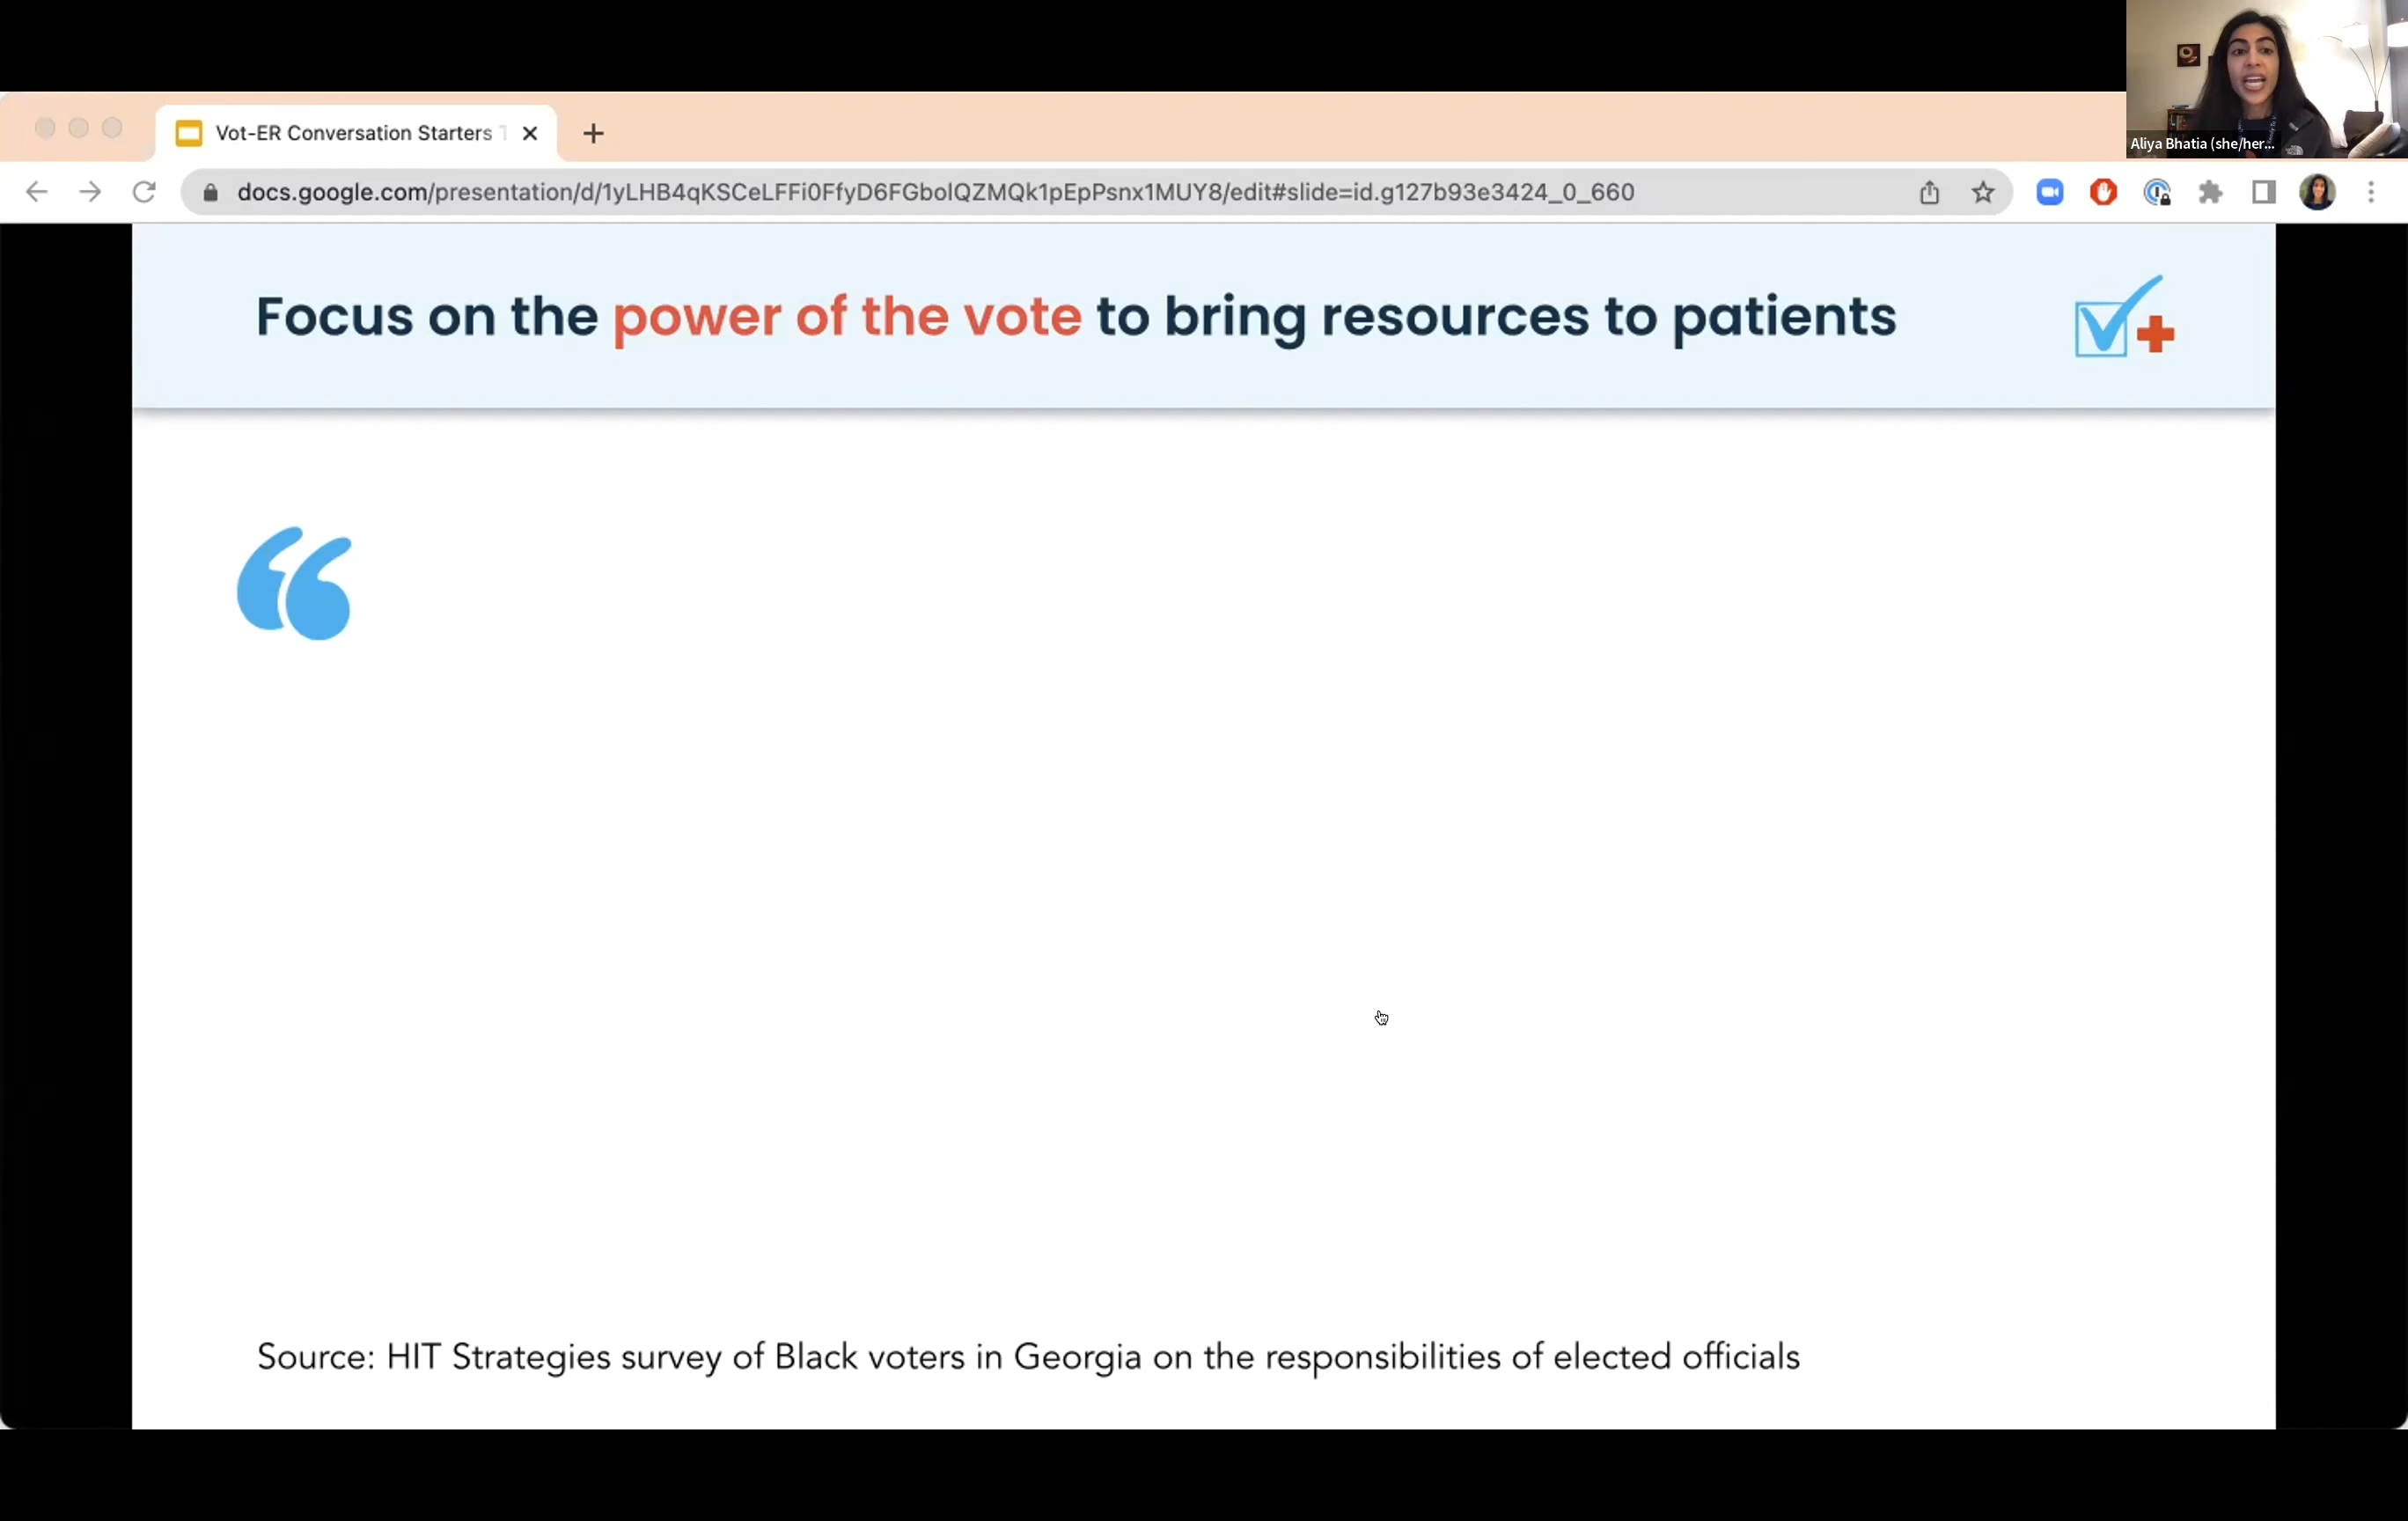 Aliya Bhatia (she/her...
Vot-ER Conversation Starters
docs.google.com/presentation/d/1yLHB4qKSCeLFFi0FfyD6FGbolQZMQk1pEpPsnx1MUY8/edit#slide=id.g127b93e3424_0_660
Focus on the power of the vote to bring resources to patients
“
Source: HIT Strategies survey of Black voters in Georgia on the responsibilities of elected officials